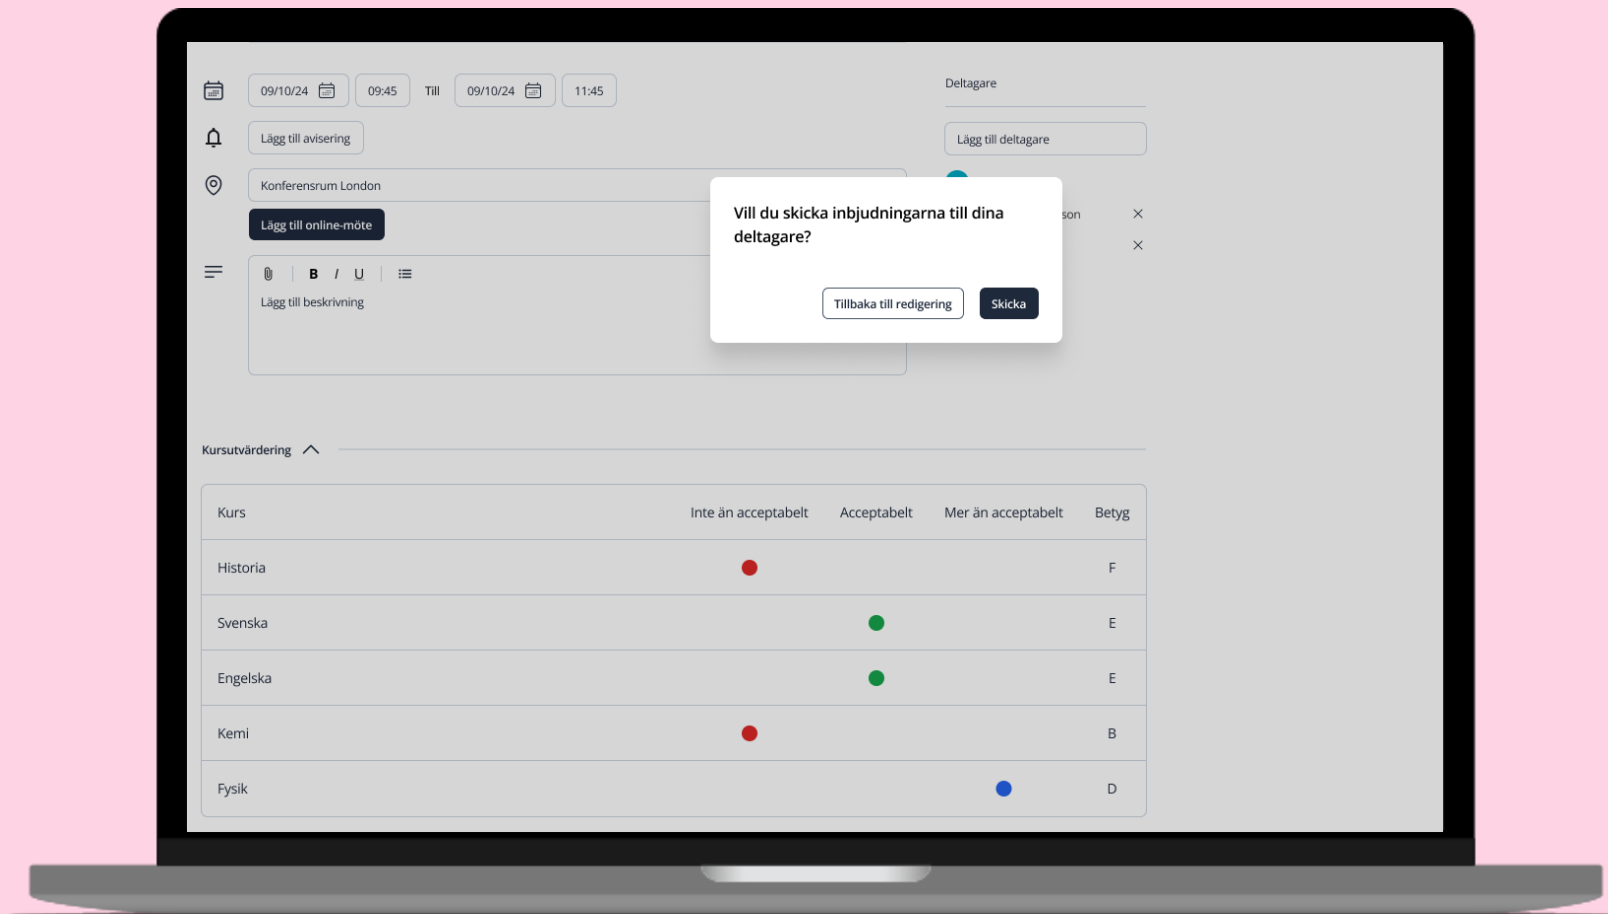 09/10/24 09:45 Till 09/10/24 11:45
Lägg till avisering
Konferensrum London
Lägg till online-möte
B I U
Lägg till beskrivning
Deltagare
Lägg till deltagare
son
Vill du skicka inbjudningarna till dina
deltagare?
Tillbaka till redigering Skicka
Kursutvärdering
Kurs Inte än acceptabelt Acceptabelt Mer än acceptabelt Betyg
Historia F
Svenska E
Engelska E
Kemi B
Fysik D